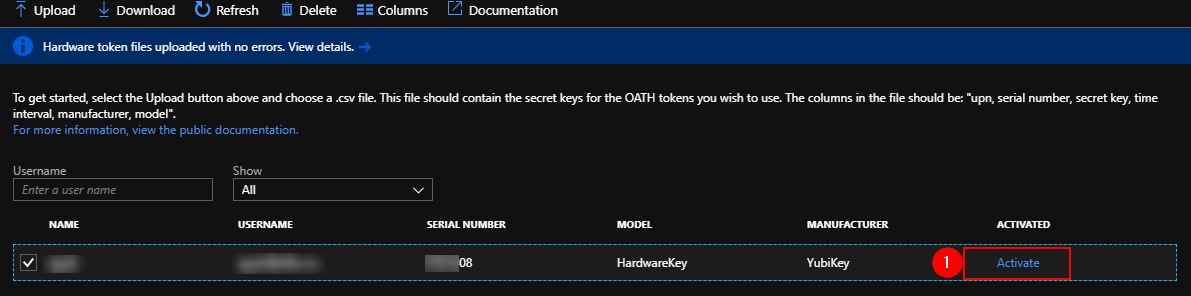 Upload Download Refresh Delete Columns Documentation
Hardware token files uploaded with no errors. View details. →
To get started, select the Upload button above and choose a .csv file. This file should contain the secret keys for the OATH tokens you wish to use. The columns in the file should be: "upn, serial number, secret key, time
interval, manufacturer, model".
For more information, view the public documentation.
Username Show
Enter a user name All
NAME USERNAME SERIAL NUMBER MODEL MANUFACTURER ACTIVATED
08 HardwareKey YubiKey 1 Activate